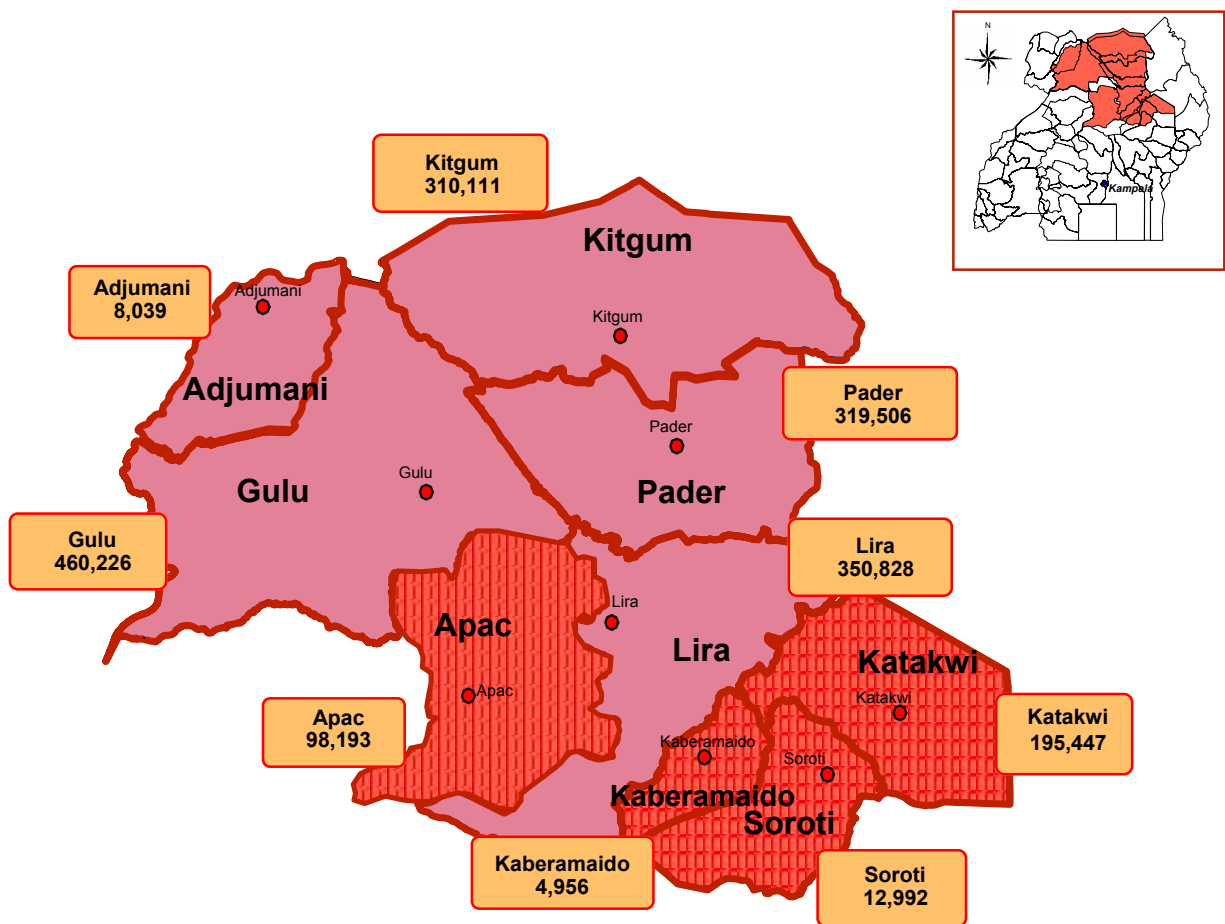 N
Kampala
Kitgum
310,111
Kitgum
Adjumani
8,039
Adjumani
Kitgum
Adjumani
Pader
319,506
Pader
Gulu
Gulu
Pader
Gulu
460,226
Lira
350,828
Lira
Apac
Lira
Katakwi
Apac
Katakwi
Apac
98,193
Katakwi
195,447
Kaberamaido
Soroti
Kaberamaido
Soroti
Kaberamaido
4,956
Soroti
12,992